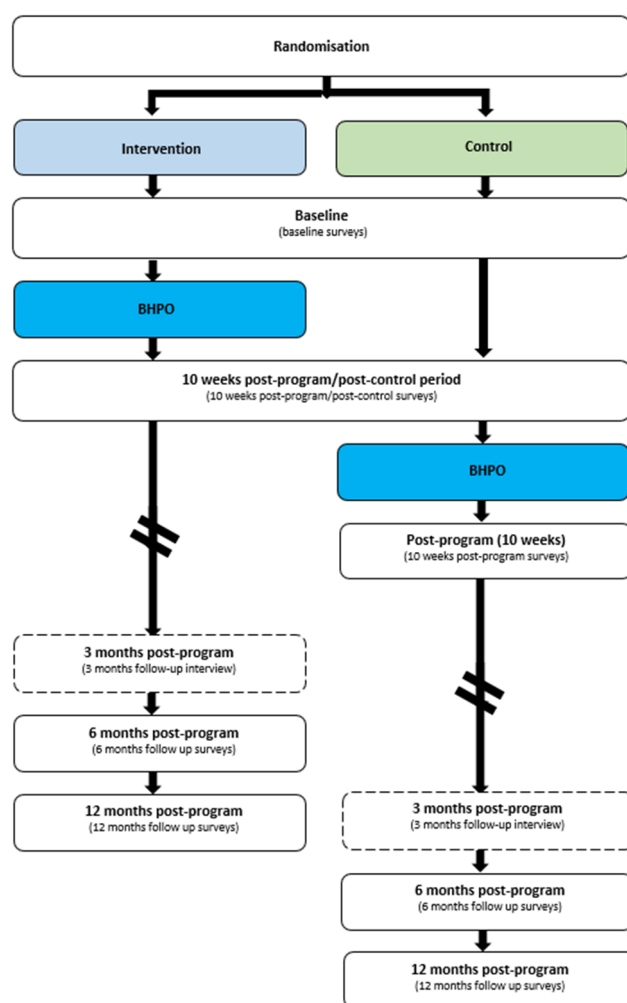 Randomisation
Intervention
Control
Baseline
(baseline surveys)
BHPO
10 weeks post-program/post-control period
(10 weeks post-program/post-control surveys)
BHPO
Post-program (10 weeks)
(10 weeks post-program surveys)
3 months post-program
(3 months follow-up interview)
6 months post-program
(6 months follow up surveys)
12 months post-program
(12 months follow up surveys)
3 months post-program
(3 months follow-up interview)
6 months post-program
(6 months follow up surveys)
12 months post-program
(12 months follow up surveys)